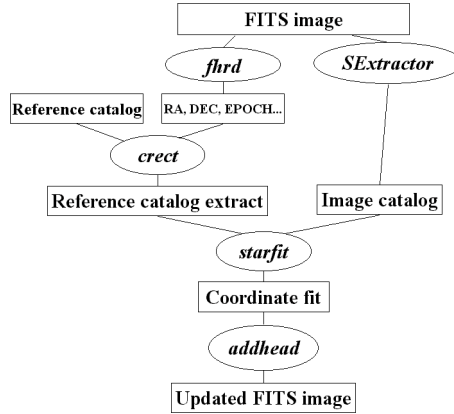 FITS image
fhrd
SExtractor
Reference catalog
RA, DEC, EPOCH...
crect
Reference catalog extract
Image catalog
starfit
Coordinate fit
addhead
Updated FITS image